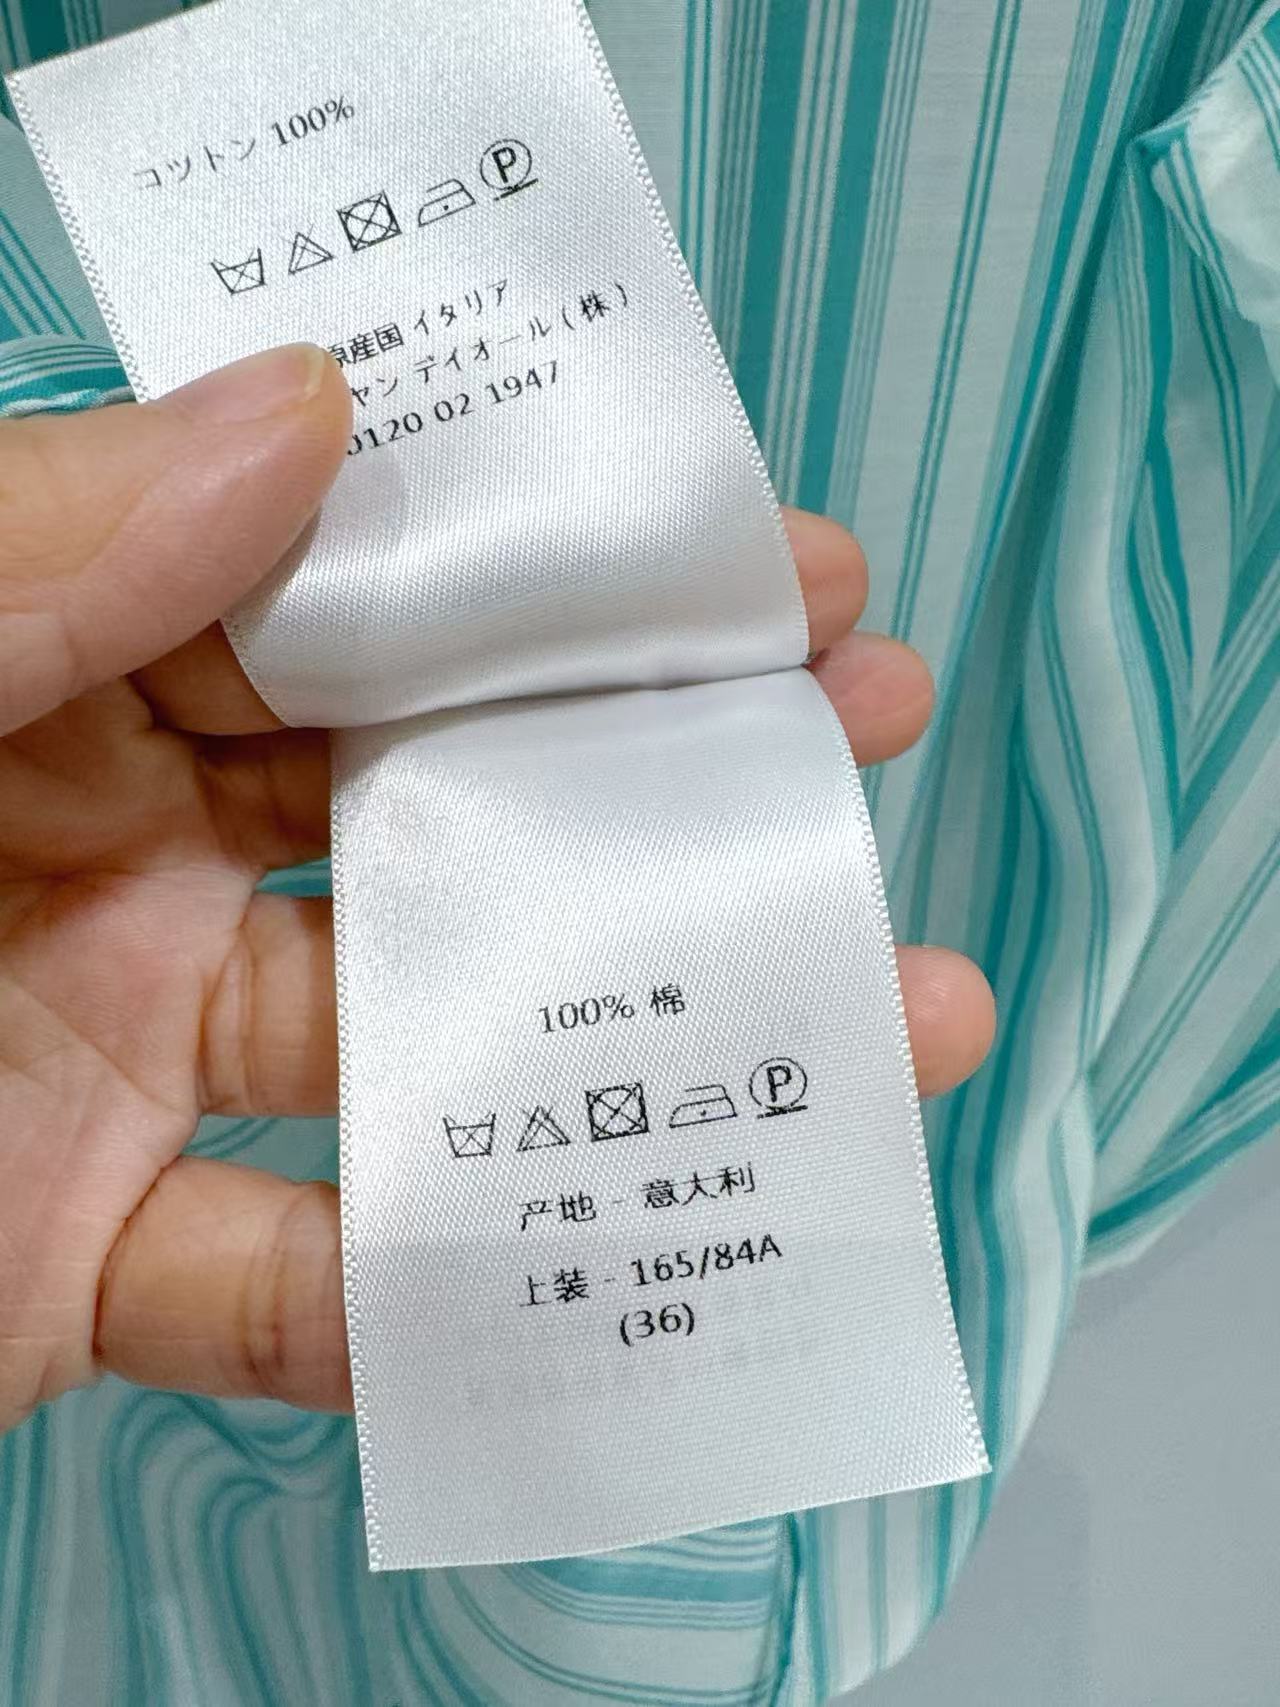 コットン 100%
P
原産国 イタリア
ャン ディオール（株）
0120 02 1947
100% 棉
P
产地 - 意大利
上装 - 165/84A
(36)